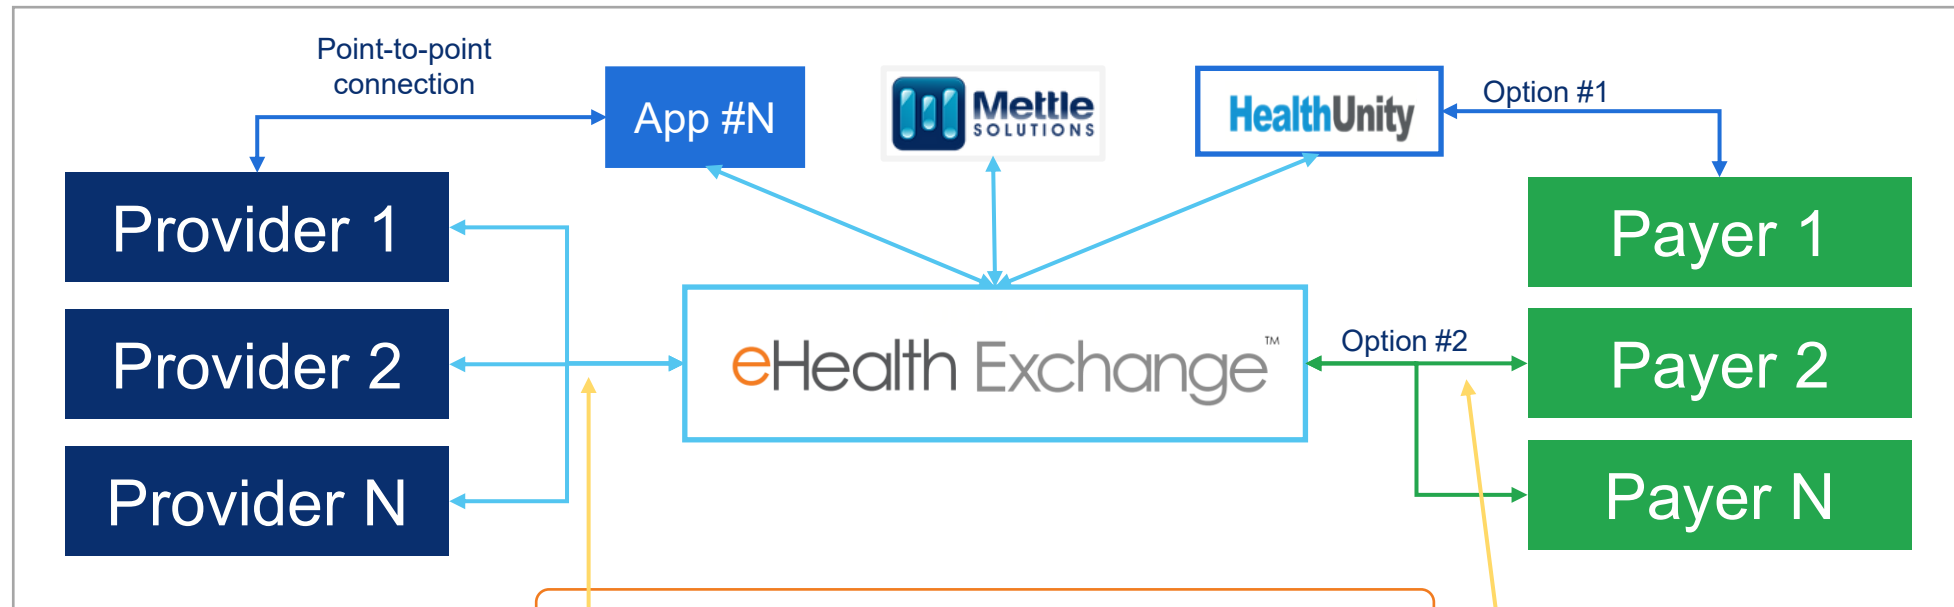 Point-to-point
connection
App #N
Mettle
SOLUTIONS
HealthUnity
Option #1
Provider 1
Payer 1
Provider 2
eHealth Exchange™
Option #2
Payer 2
Provider N
Payer N